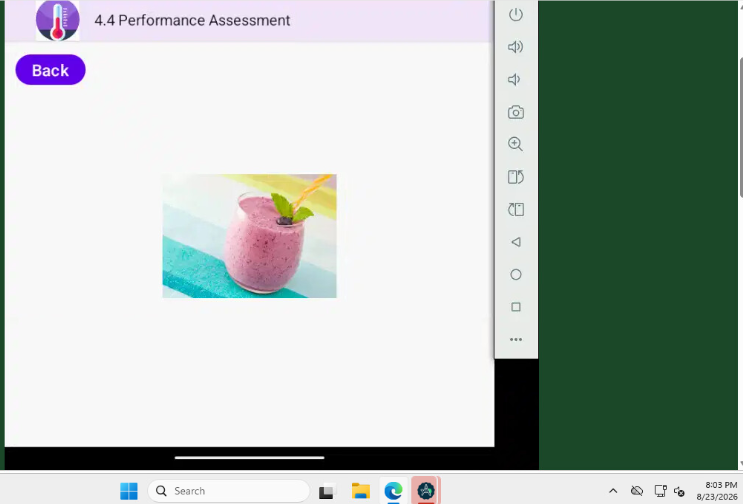 4.4 Performance Assessment
Back
Search
8:03 PM
8/23/2026